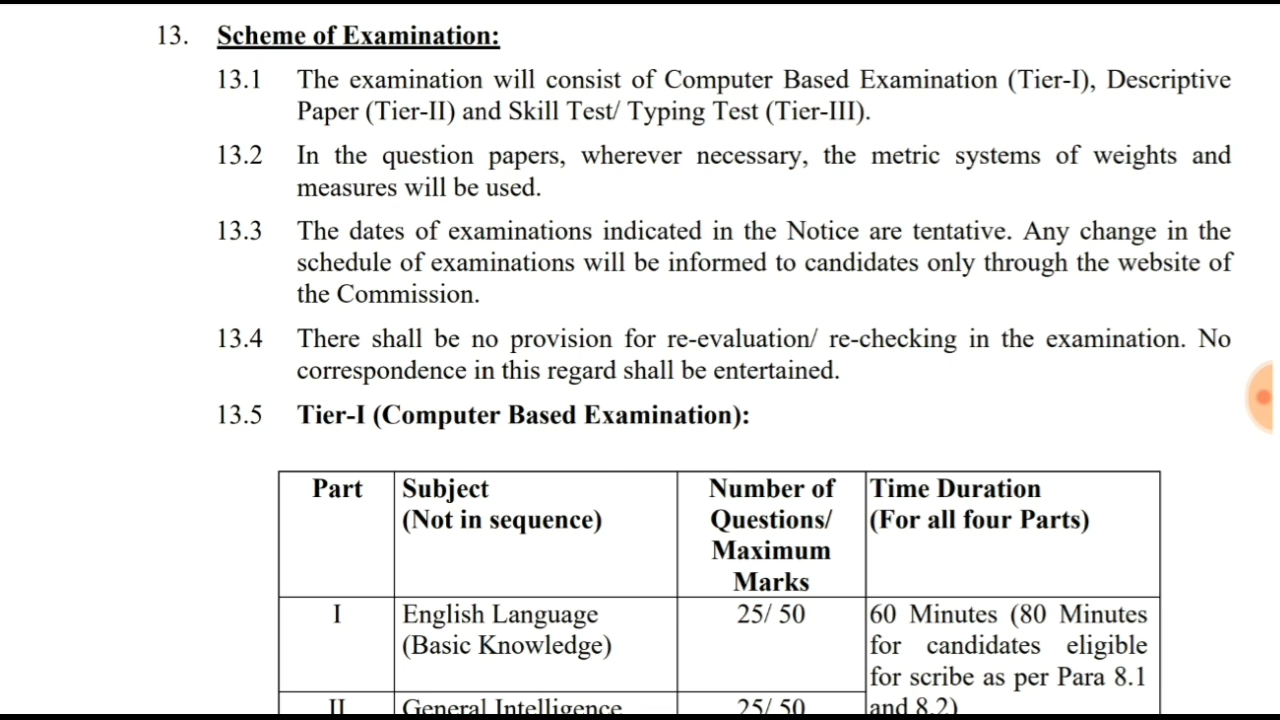 13. Scheme of Examination:
13.1 The examination will consist of Computer Based Examination (Tier-I), Descriptive
Paper (Tier-II) and Skill Test/ Typing Test (Tier-III).
13.2 In the question papers, wherever necessary, the metric systems of weights and
measures will be used.
13.3 The dates of examinations indicated in the Notice are tentative. Any change in the
schedule of examinations will be informed to candidates only through the website of
the Commission.
13.4 There shall be no provision for re-evaluation/ re-checking in the examination. No
correspondence in this regard shall be entertained.
13.5 Tier-I (Computer Based Examination):
Part Subject Number of Time Duration
(Not in sequence) Questions/ (For all four Parts)
Maximum
Marks
I English Language 25/ 50 60 Minutes (80 Minutes
(Basic Knowledge) for candidates eligible
for scribe as per Para 8.1
II General Intelligence 25/ 50 and 8.2)